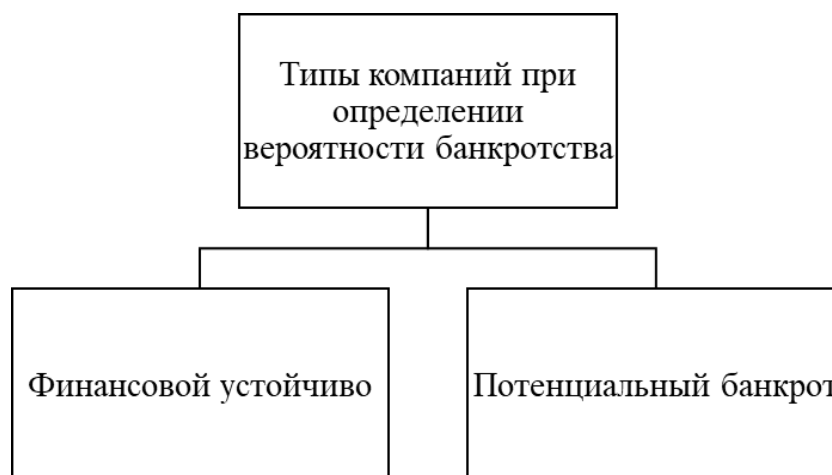 Типы компаний при
определении
вероятности банкротства
Финансовой устойчиво
Потенциальный банкрот